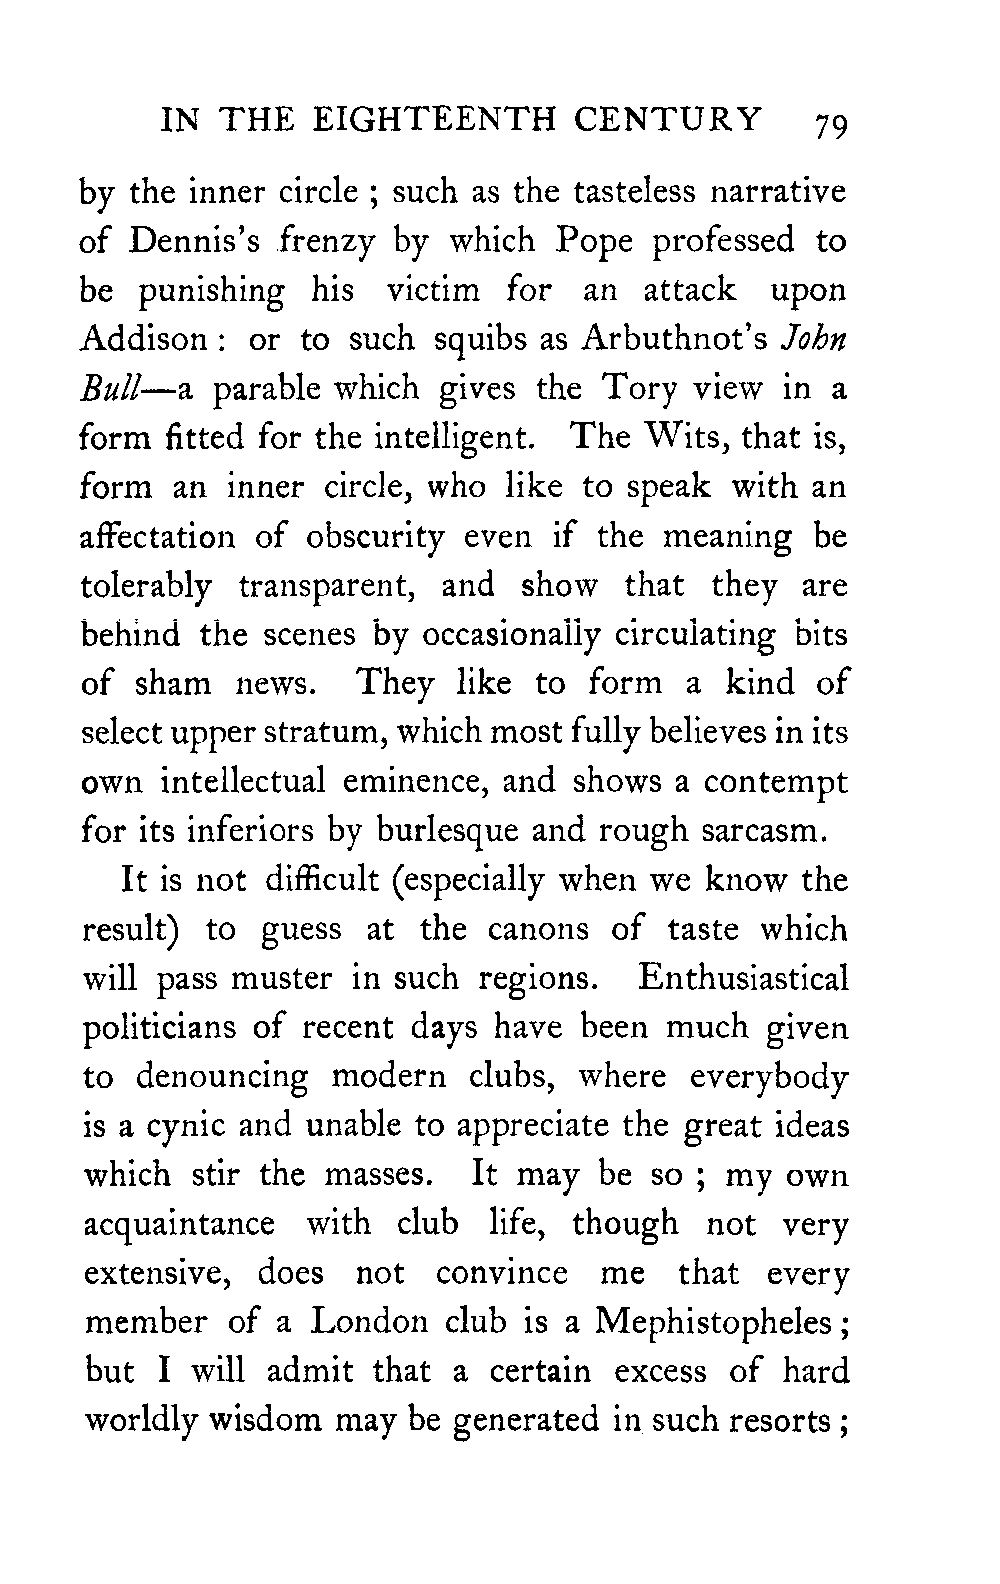 IN THE EIGHTEENTH CENTURY 79
by the inner circle ; such as the tasteless narrative
of Dennis's frenzy by which Pope professed to
be punishing his victim for an attack upon
Addison : or to such squibs as Arbuthnot's John
Bull—a parable which gives the Tory view in a
form fitted for the intelligent. The Wits, that is,
form an inner circle, who like to speak with an
affectation of obscurity even if the meaning be
tolerably transparent, and show that they are
behind the scenes by occasionally circulating bits
of sham news. They like to form a kind of
select upper stratum, which most fully believes in its
own intellectual eminence, and shows a contempt
for its inferiors by burlesque and rough sarcasm.
It is not difficult (especially when we know the
result) to guess at the canons of taste which
will pass muster in such regions. Enthusiastical
politicians of recent days have been much given
to denouncing modern clubs, where everybody
is a cynic and unable to appreciate the great ideas
which stir the masses. It may be so ; my own
acquaintance with club life, though not very
extensive, does not convince me that every
member of a London club is a Mephistopheles ;
but I will admit that a certain excess of hard
worldly wisdom may be generated in such resorts ;